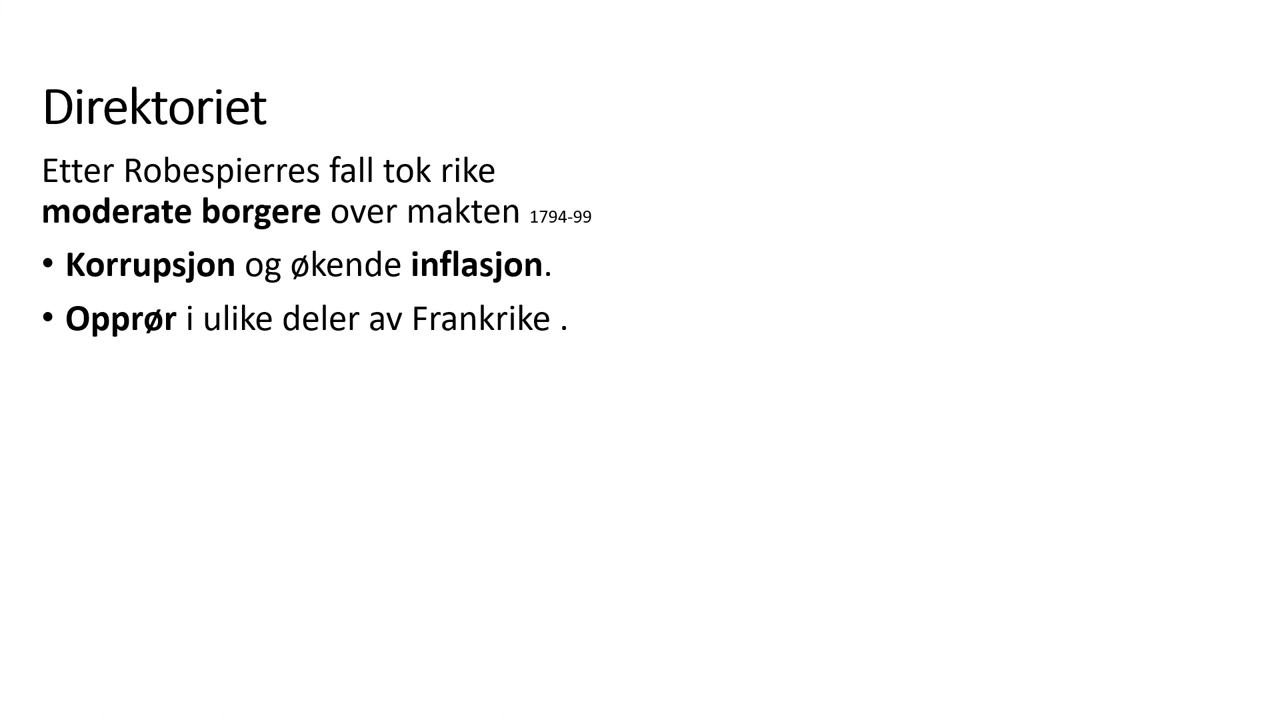 Direktoriet
Etter Robespierres fall tok rike
moderate borgere over makten 1794-99
• Korrupsjon og økende inflasjon.
• Opprør i ulike deler av Frankrike .